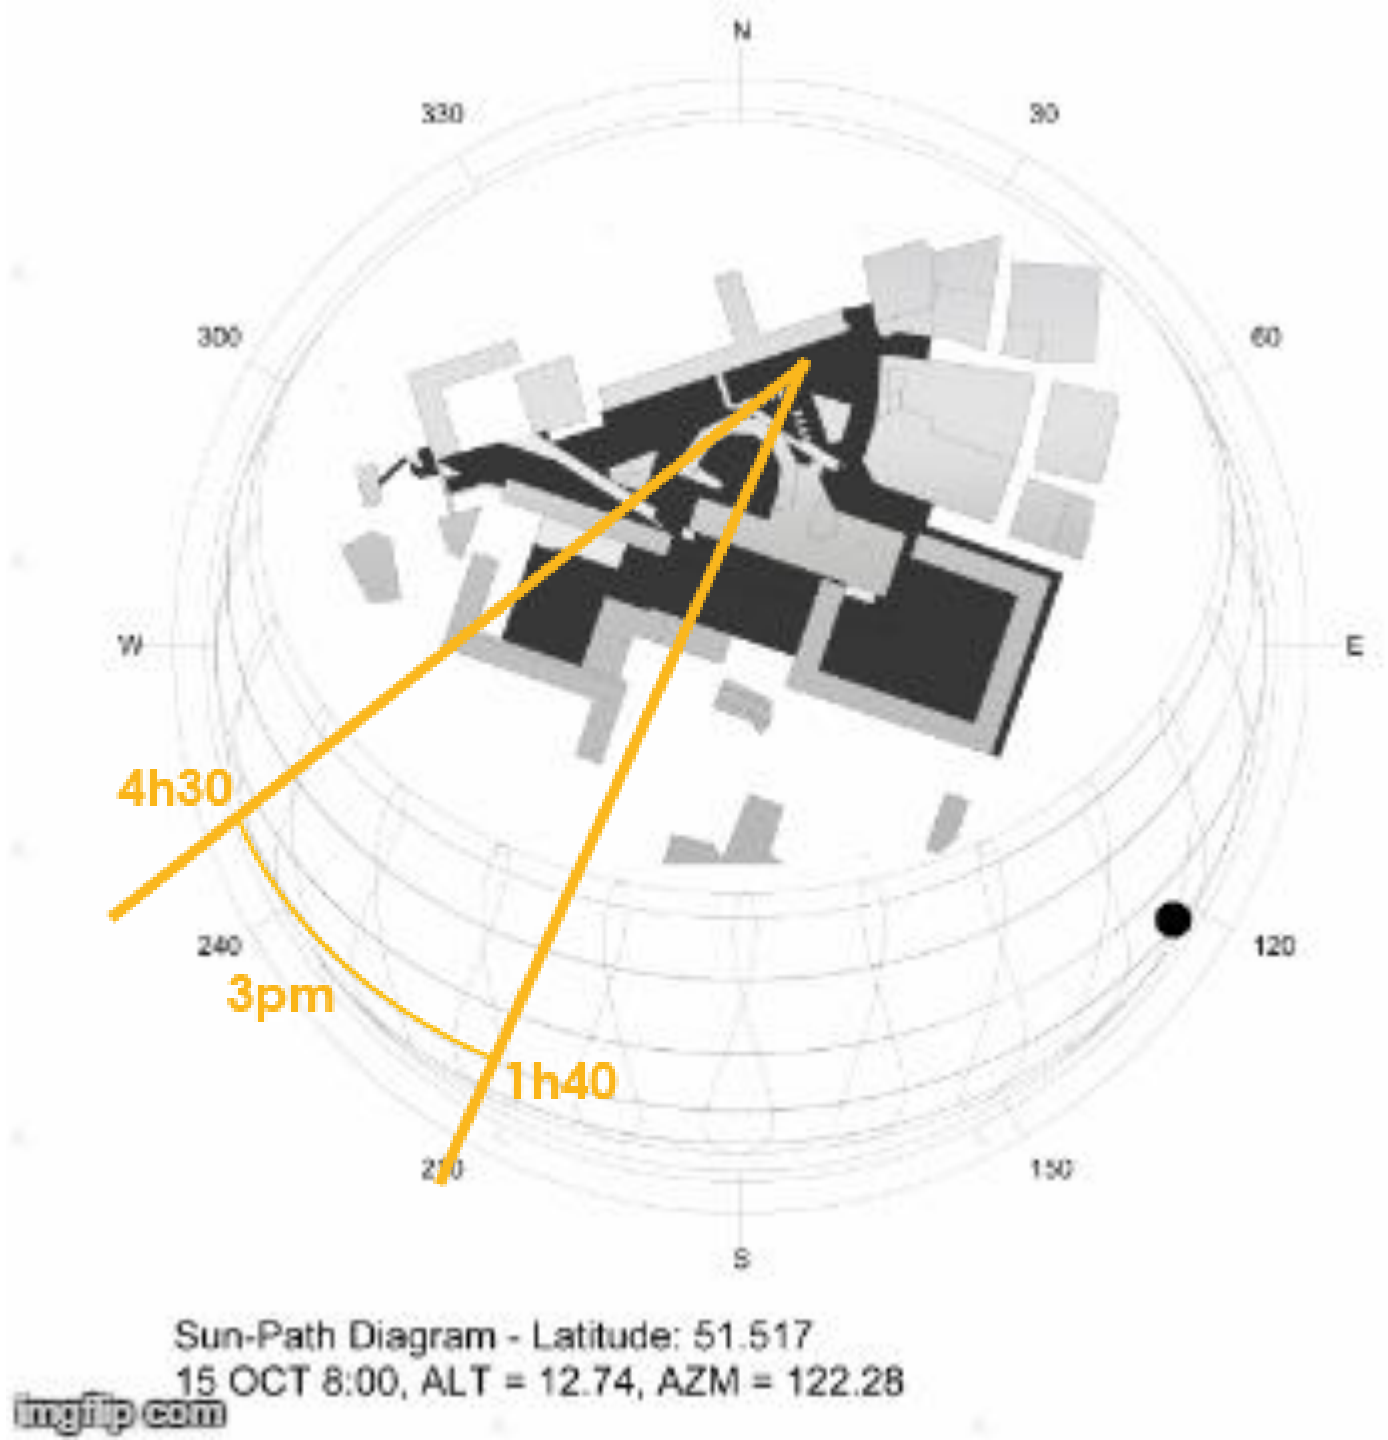 N
330
30
300
60
W
E
4h30
240
120
3pm
1h40
210
150
S
Sun-Path Diagram - Latitude: 51.517
15 OCT 8:00, ALT = 12.74, AZM = 122.28
imgflip.com